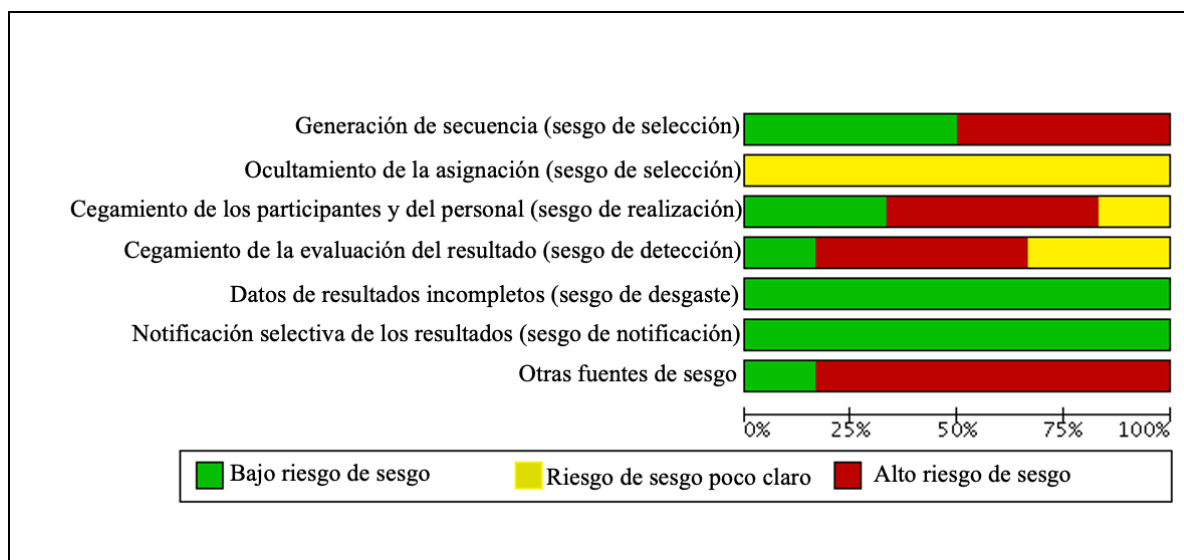 Generación de secuencia (sesgo de selección)
Ocultamiento de la asignación (sesgo de selección)
Cegamiento de los participantes y del personal (sesgo de realización)
Cegamiento de la evaluación del resultado (sesgo de detección)
Datos de resultados incompletos (sesgo de desgaste)
Notificación selectiva de los resultados (sesgo de notificación)
Otras fuentes de sesgo
0% 25% 50% 75% 100%
Bajo riesgo de sesgo Riesgo de sesgo poco claro Alto riesgo de sesgo